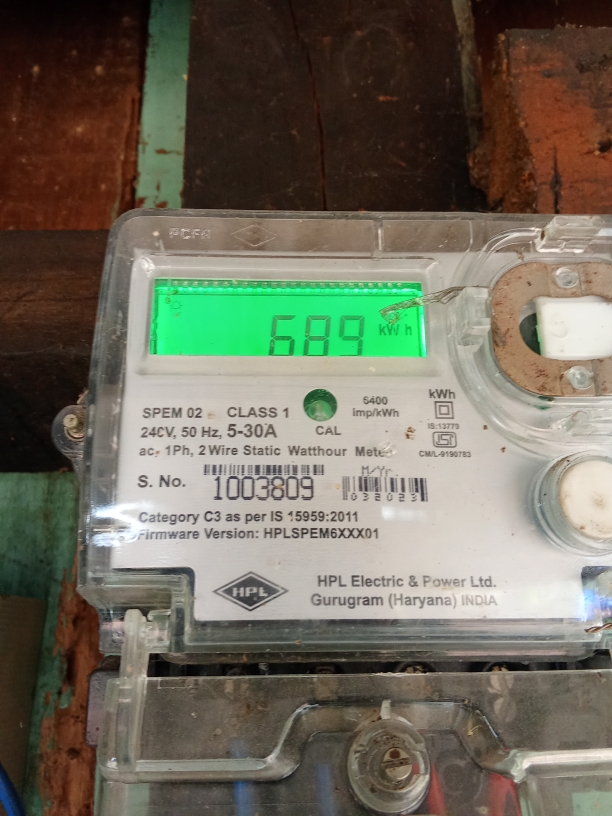 689 kWh
SPEM 02 CLASS 1
6400 imp/kWh
kWh
240V, 50 Hz, 5-30A
CAL
IS:13779
ac, 1Ph, 2 Wire Static Watthour Meter
CM/L-9190783
S. No. 1003809
M/Yr.
032023
Category C3 as per IS 15959:2011
Firmware Version: HPLSPEM6XXX01
HPL
HPL Electric & Power Ltd.
Gurugram (Haryana) INDIA